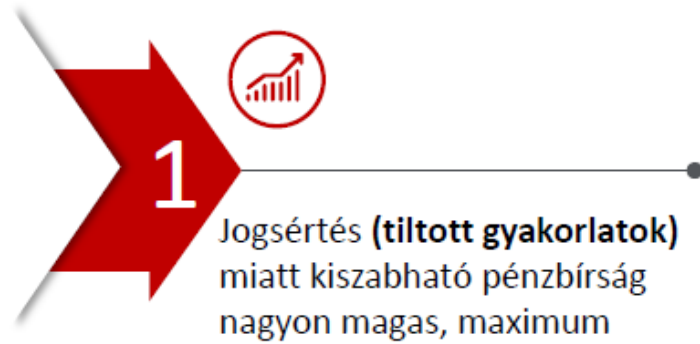 1
Jogsértés (tiltott gyakorlatok)
miatt kiszabható pénzbírság
nagyon magas, maximum